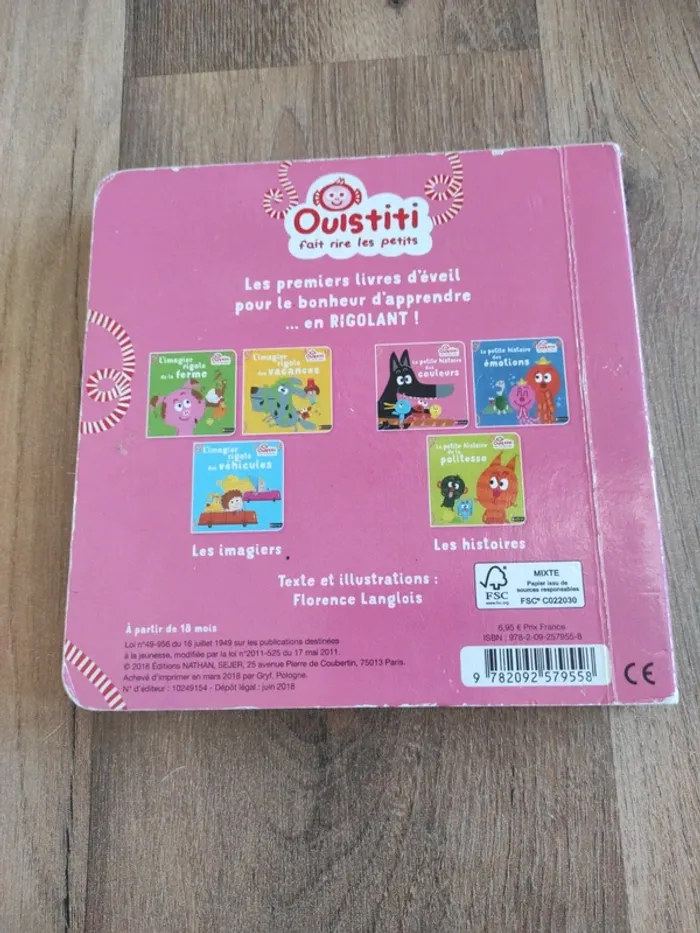 Ouistiti
fait rire les petits
Les premiers livres d'éveil
pour le bonheur d'apprendre
... en RIGOLANT !
L'imagier
rigolo
de la ferme
L'imagier
rigolo
des vacances
La petite histoire
des
couleurs
La petite histoire
des
émotions
L'imagier
rigolo
des véhicules
La petite histoire
de la
politesse
Les imagiers
Les histoires
Texte et illustrations :
Florence Langlois
FSC
www.fsc.org
MIXTE
Papier issu de
sources responsables
FSC® C022030
À partir de 18 mois
Loi n°49-956 du 16 juillet 1949 sur les publications destinées
à la jeunesse, modifiée par la loi n°2011-525 du 17 mai 2011.
© 2018 Éditions NATHAN, SEJER, 25 avenue Pierre de Coubertin, 75013 Paris.
Achevé d'imprimer en mars 2018 par Gryf. Pologne.
N° d'éditeur : 10249154 - Dépôt légal : juin 2018
6,95 € Prix France
ISBN : 978-2-09-257955-8
9 782092 579558
CE